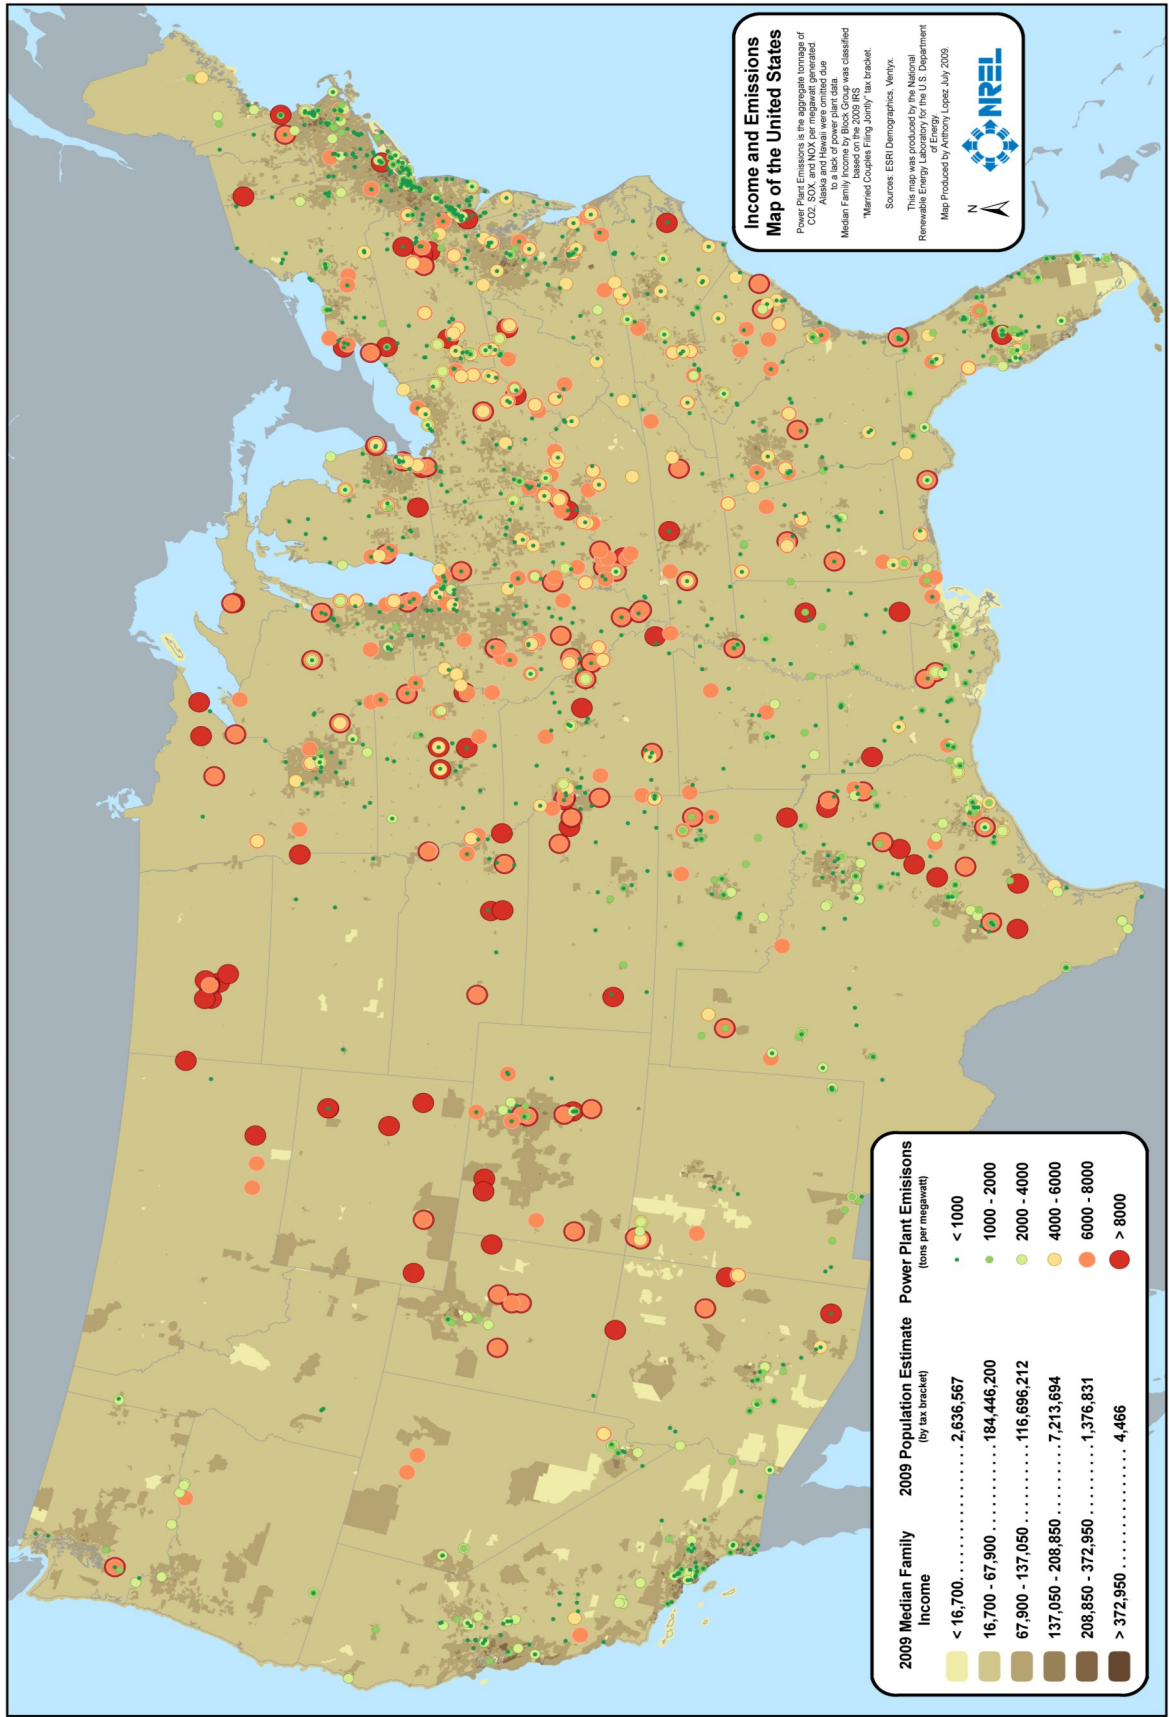 Income and Emissions
Map of the United States
Power Plant Emissions is the aggregate tonnage of
CO2, SOX, and NOX per megawatt generated.
Alaska and Hawaii were omitted due
to a lack of power plant data.
Median Family Income by Block Group was classified
based on the 2009 IRS
"Married Couples Filing Jointly" tax bracket.
Sources: ESRI Demographics, Ventyx.
This map was produced by the National
Renewable Energy Laboratory for the U.S. Department
of Energy.
Map Produced by Anthony Lopez July 2009.
N
NREL
2009 Median Family Income 2009 Population Estimate (by tax bracket) Power Plant Emisisons (tons per megawatt)
< 16,700. . . . . . . . . . . . . . . . . . 2,636,567 < 1000
16,700 - 67,900. . . . . . . . . . 184,446,200 1000 - 2000
67,900 - 137,050 . . . . . . . . . 116,696,212 2000 - 4000
137,050 - 208,850. . . . . . . . . . 7,213,694 4000 - 6000
208,850 - 372,950. . . . . . . . . . 1,376,831 6000 - 8000
> 372,950 . . . . . . . . . . . . . . . . . . . 4,466 > 8000